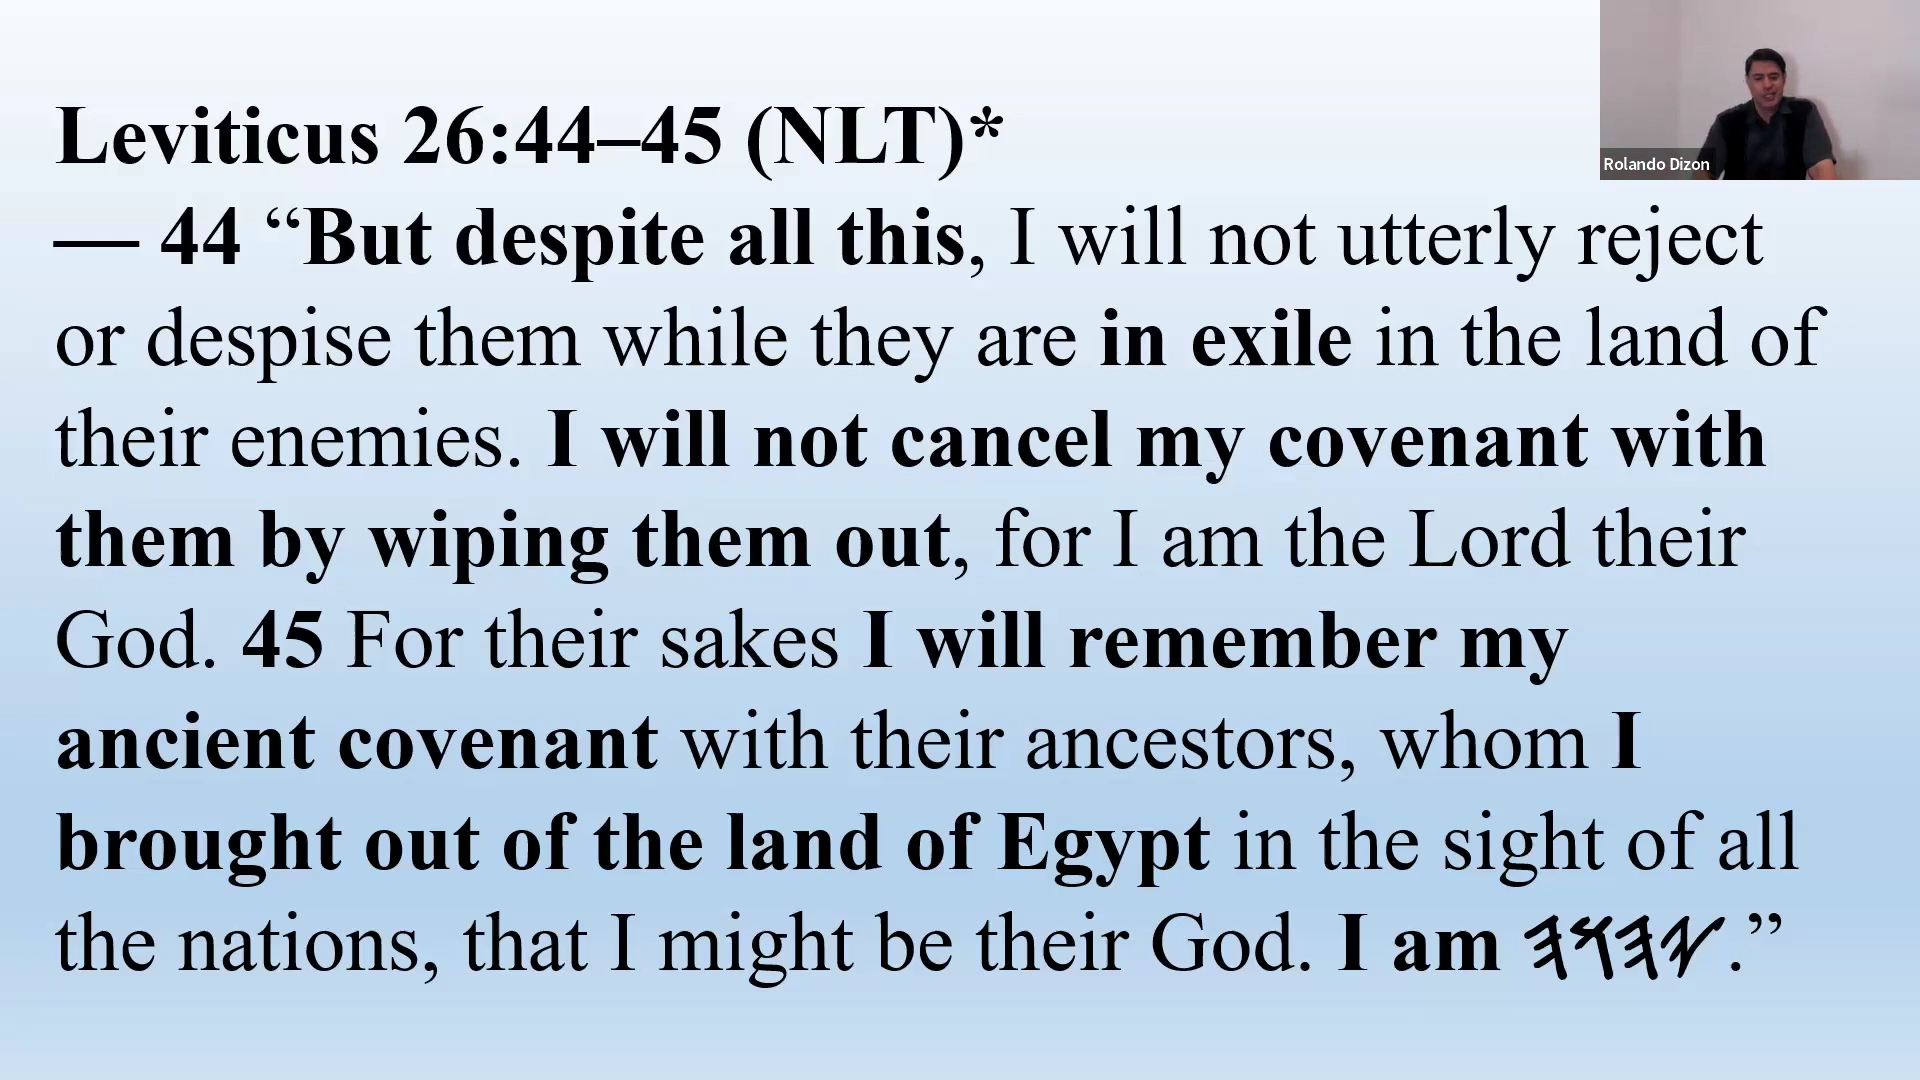 Rolando Dizon
Leviticus 26:44–45 (NLT)*
— 44 “But despite all this, I will not utterly reject
or despise them while they are in exile in the land of
their enemies. I will not cancel my covenant with
them by wiping them out, for I am the Lord their
God. 45 For their sakes I will remember my
ancient covenant with their ancestors, whom I
brought out of the land of Egypt in the sight of all
the nations, that I might be their God. I am 𐤉𐤄𐤅𐤄.”